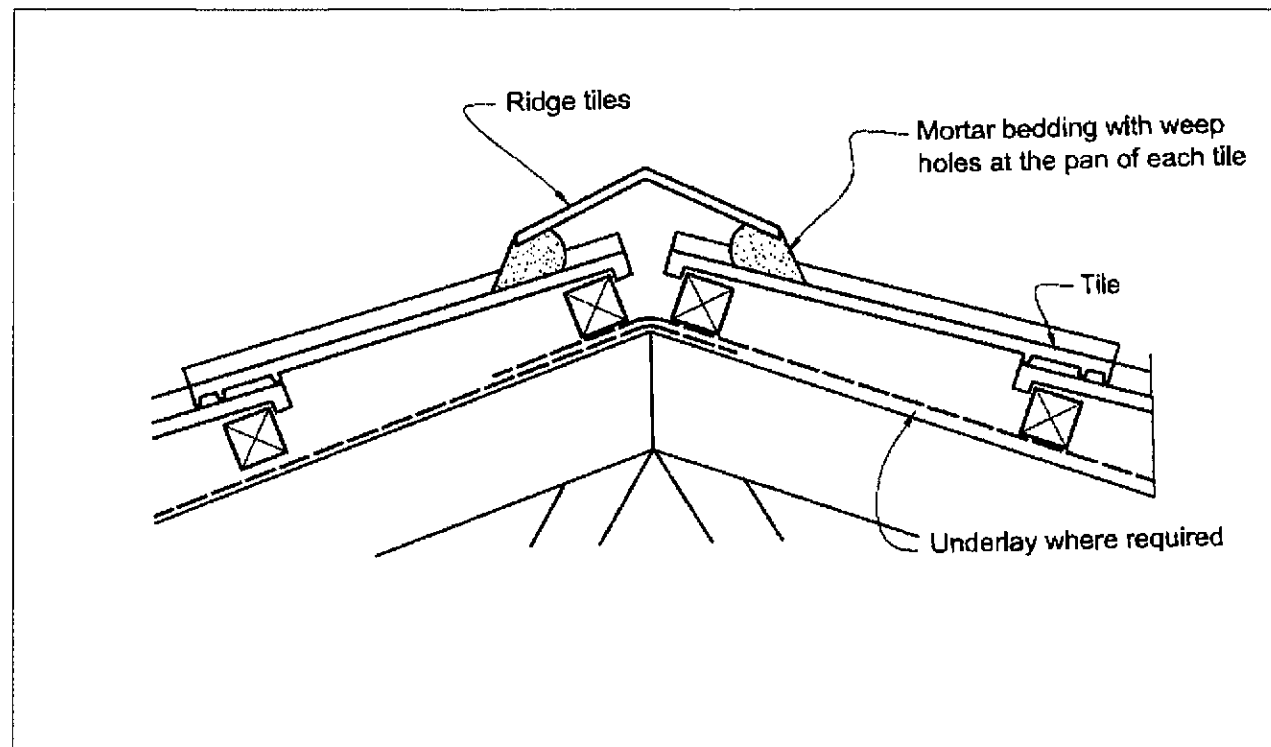 Ridge tiles
Mortar bedding with weep
holes at the pan of each tile
Tile
Underlay where required